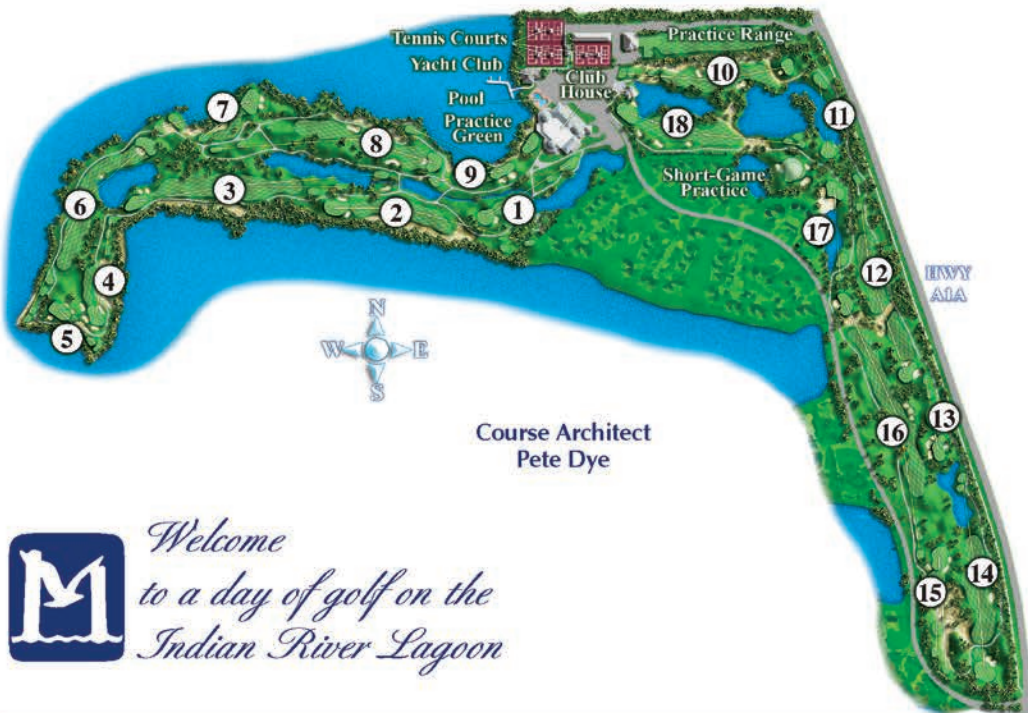 Tennis Courts
Yacht Club
Pool
Practice
Green
Club
House
Practice Range
10
11
18
Short-Game
Practice
17
12
HWY
A1A
7
8
9
1
2
3
6
4
5
N
W
E
S
16
13
14
15
Course Architect
Pete Dye
M
Welcome
to a day of golf on the
Indian River Lagoon